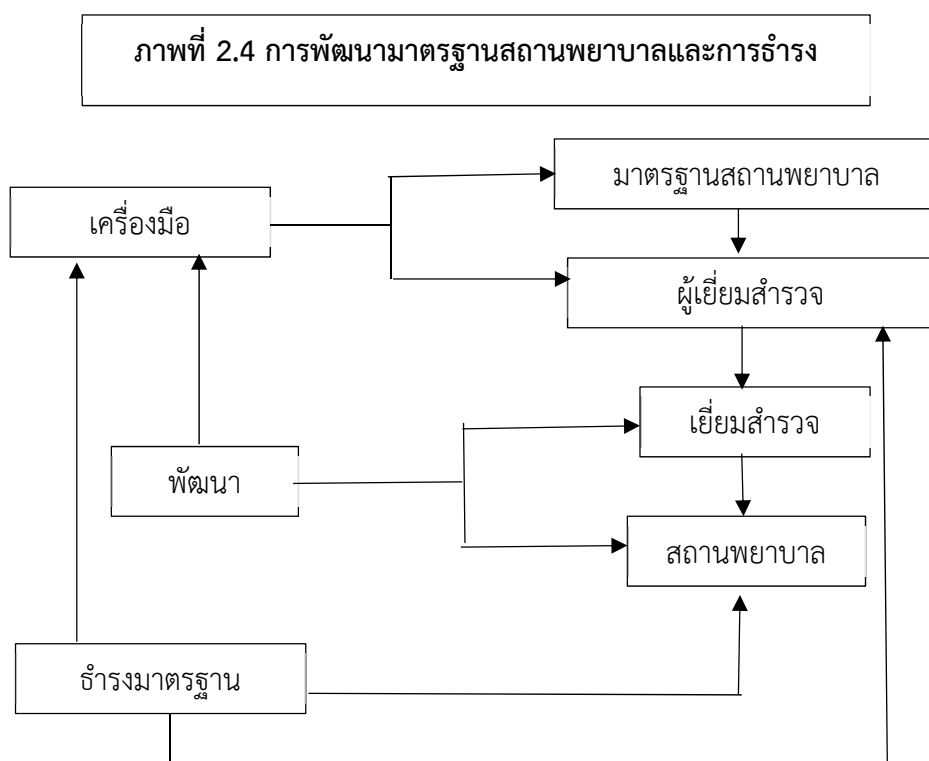 ภาพที่ 2.4 การพัฒนามาตรฐานสถานพยาบาลและการธำรง
มาตรฐานสถานพยาบาล
เครื่องมือ
ผู้เยี่ยมสำรวจ
เยี่ยมสำรวจ
พัฒนา
สถานพยาบาล
ธำรงมาตรฐาน